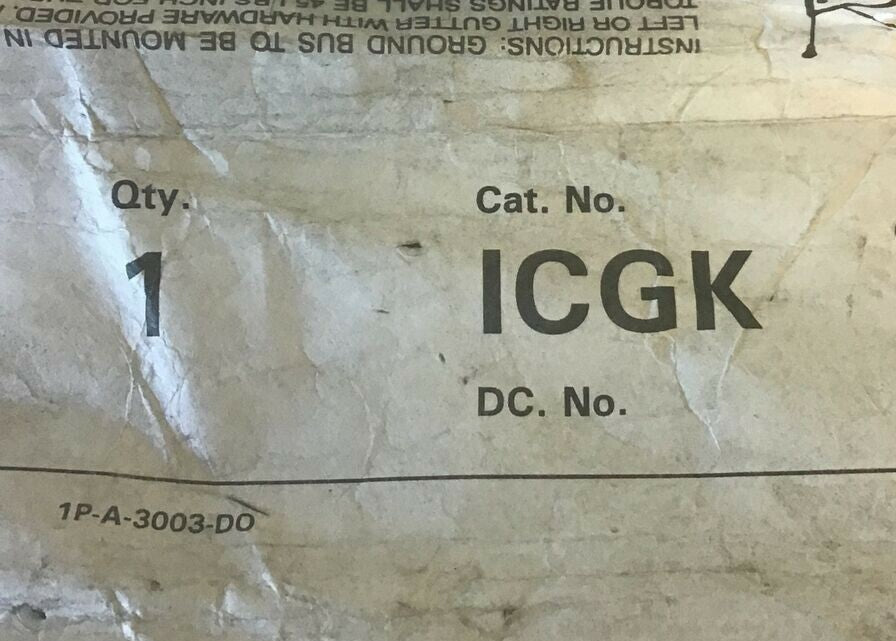 INSTRUCTIONS: GROUND BUS TO BE MOUNTED IN
LEFT OR RIGHT GUTTER WITH HARDWARE PROVIDED.
TORQUE RATINGS SHALL BE 45
Qty.
Cat. No.
1
ICGK
DC. No.
1P-A-3003-DO